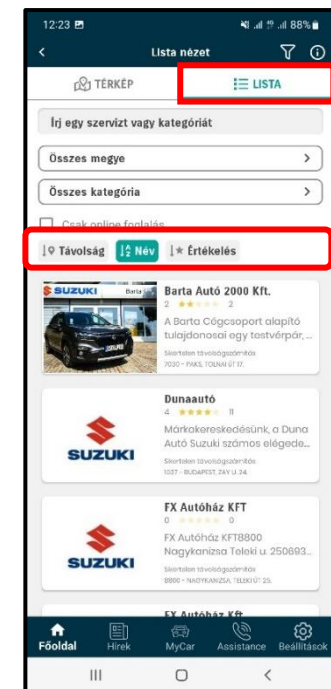 12:23 88%
Lista nézet
TÉRKÉP LISTA
Írj egy szervizt vagy kategóriát
Összes megye
Összes kategória
Csak online foglalás
Távolság Név Értékelés
SUZUKI Barta
Barta Autó 2000 Kft.
2 2
A Barta Cégcsoport alapító
tulajdonosai egy testvérpár, ...
Sikertelen távolságszámítás
7030 - PAKS, TOLNAI ÚT 17.
Dunaautó
4 11
Márkakereskedésünk, a Duna
Autó Suzuki számos elégede...
SUZUKI
Sikertelen távolságszámítás
1037 - BUDAPEST, ZAY U. 24.
FX Autóház KFT
0 0
FX Autóház KFT8800
Nagykanizsa Teleki u. 250693...
SUZUKI
Sikertelen távolságszámítás
8800 - NAGYKANIZSA, TELEKI ÚT 25.
FX Autóház Kft
Főoldal Hírek MyCar Assistance Beállítások